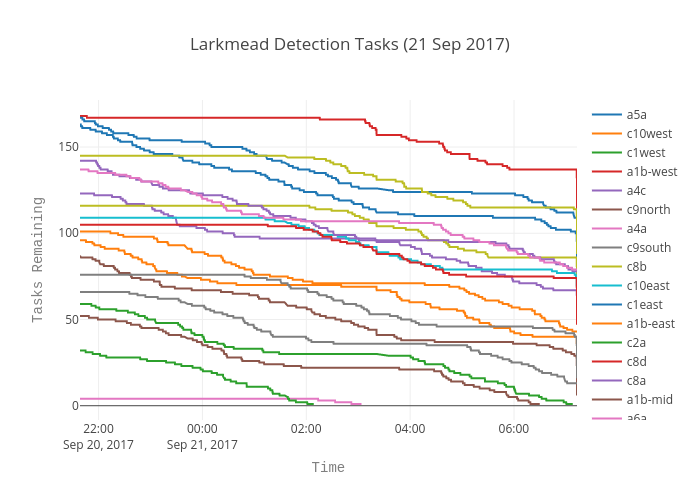 Larkmead Detection Tasks (21 Sep 2017)
Tasks Remaining
150
100
50
0
22:00
Sep 20, 2017
00:00
Sep 21, 2017
02:00
04:00
06:00
Time
a5a
c10west
c1west
a1b-west
a4c
c9north
a4a
c9south
c8b
c10east
c1east
a1b-east
c2a
c8d
c8a
a1b-mid
a6a